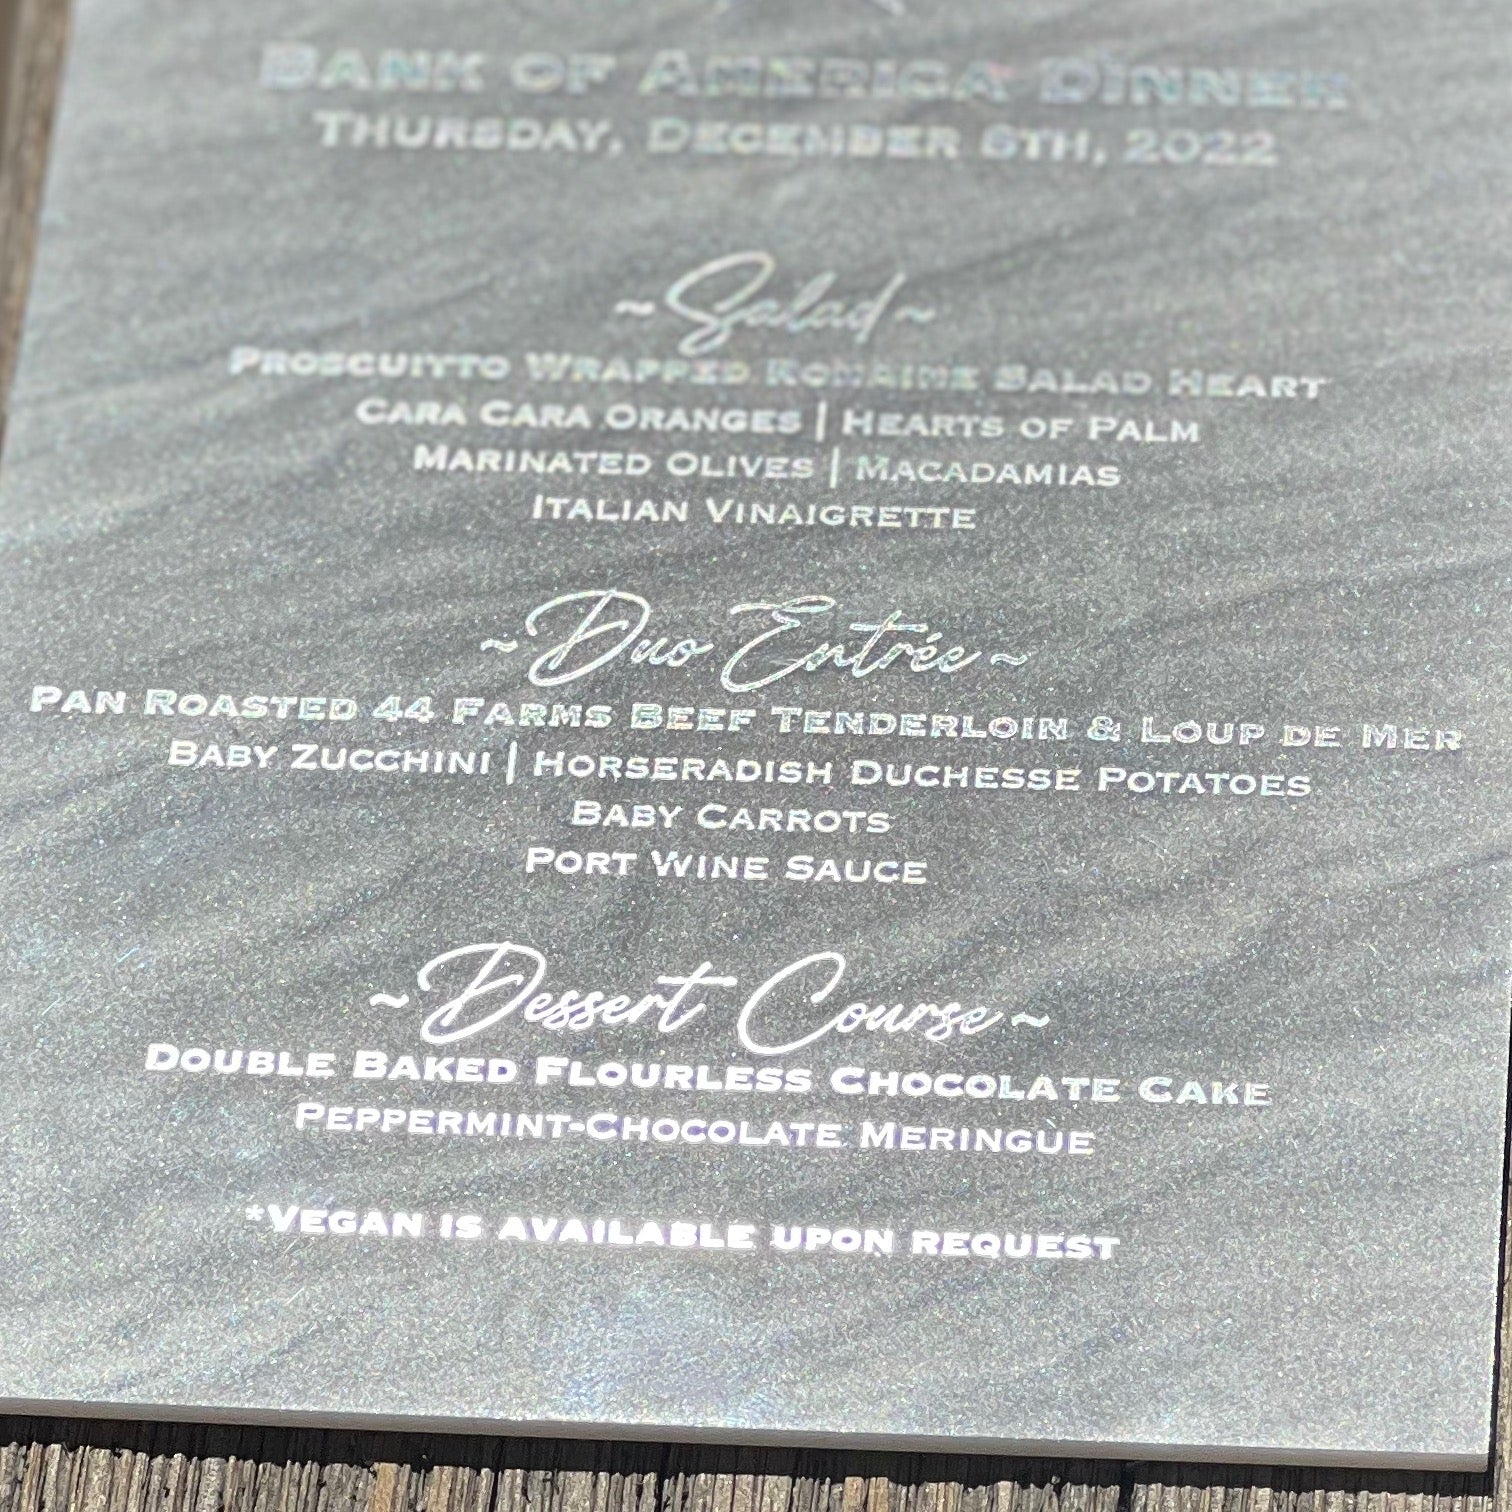 Bank of America Dinner
Thursday, December 8th, 2022
~Salad~
Proscuitto Wrapped Romaine Salad Heart
Cara Cara Oranges | Hearts of Palm
Marinated Olives | Macadamias
Italian Vinaigrette
~Duo Entrée~
Pan Roasted 44 Farms Beef Tenderloin & Loup de Mer
Baby Zucchini | Horseradish Duchesse Potatoes
Baby Carrots
Port Wine Sauce
~Dessert Course~
Double Baked Flourless Chocolate Cake
Peppermint-Chocolate Meringue
*Vegan is available upon request